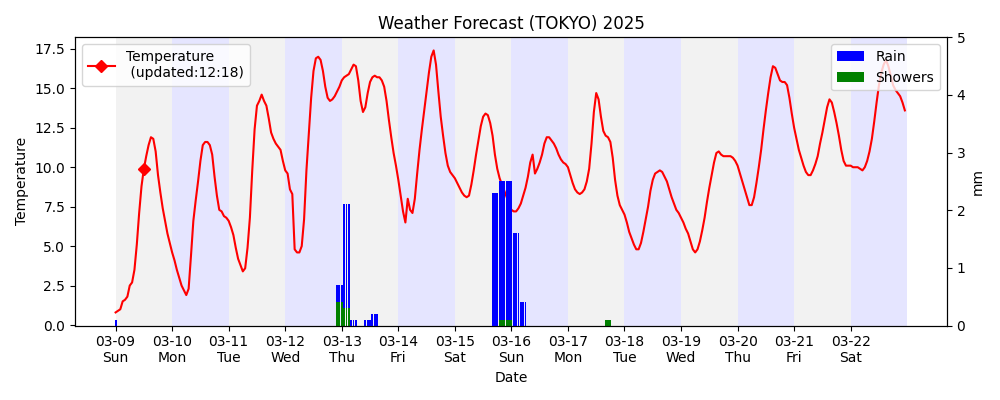 Weather Forecast (TOKYO) 2025
Temperature
(updated:12:18)
Rain
Showers
17.5
15.0
12.5
10.0
7.5
5.0
2.5
0.0
Temperature
5
4
3
2
1
0
mm
03-09 03-10 03-11 03-12 03-13 03-14 03-15 03-16 03-17 03-18 03-19 03-20 03-21 03-22
Sun Mon Tue Wed Thu Fri Sat Sun Mon Tue Wed Thu Fri Sat
Date